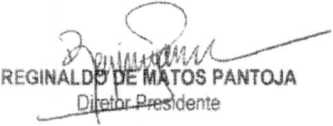 REGINALDO DE MATOS PANTOJA
Diretor Presidente